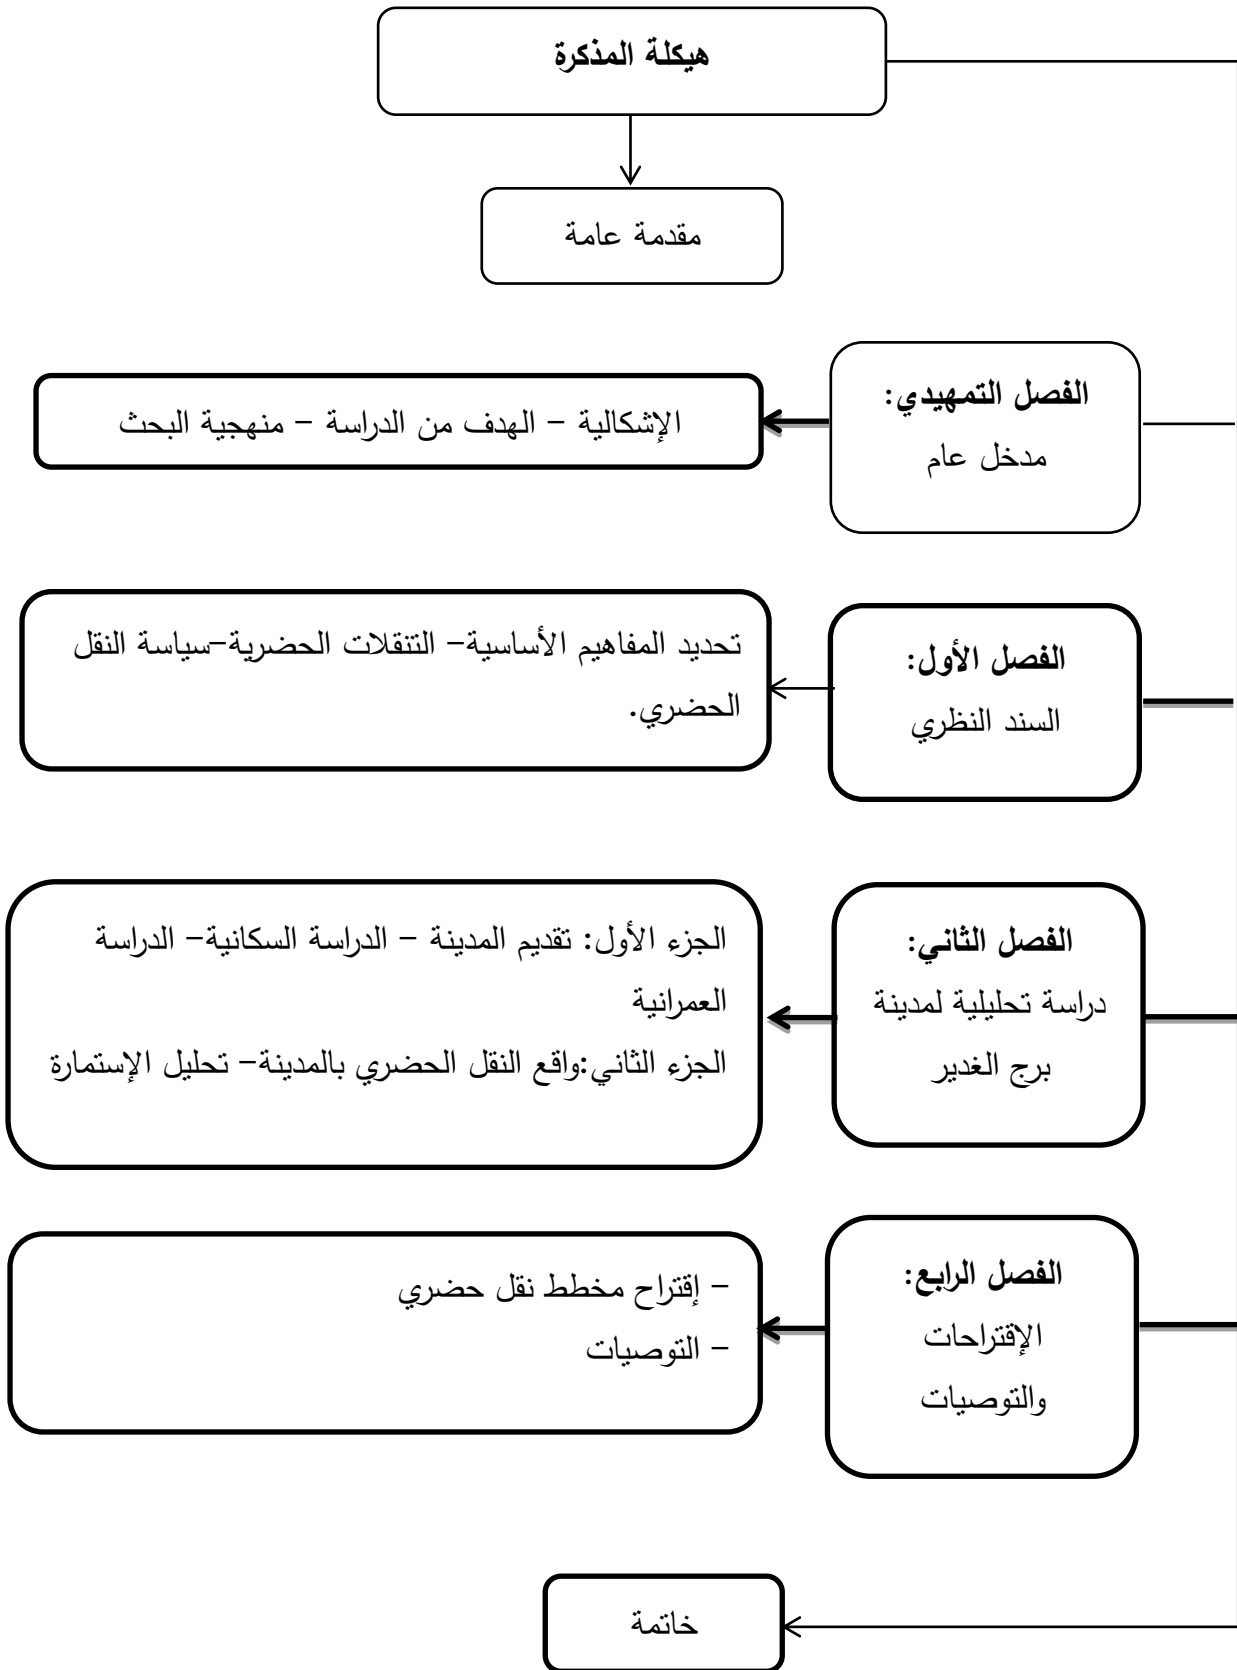 هيكلة المذكرة
مقدمة عامة
الفصل التمهيدي:
مدخل عام
الإشكالية – الهدف من الدراسة – منهجية البحث
الفصل الأول:
السند النظري
تحديد المفاهيم الأساسية– التنقلات الحضرية–سياسة النقل
الحضري.
الفصل الثاني:
دراسة تحليلية لمدينة
برج الغدير
الجزء الأول: تقديم المدينة – الدراسة السكانية– الدراسة
العمرانية
الجزء الثاني:واقع النقل الحضري بالمدينة– تحليل الإستمارة
الفصل الرابع:
الإقتراحات
والتوصيات
– إقتراح مخطط نقل حضري
– التوصيات
خاتمة